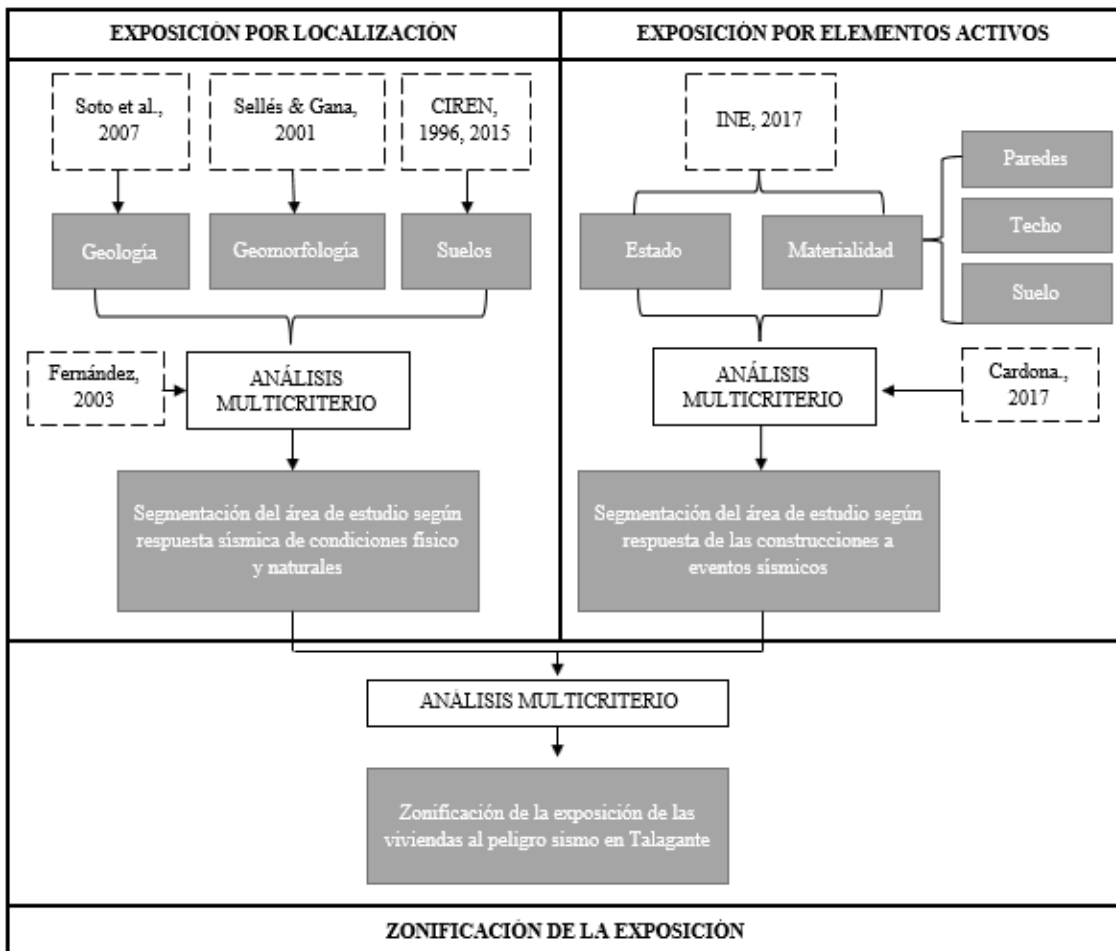 EXPOSICIÓN POR LOCALIZACIÓN
EXPOSICIÓN POR ELEMENTOS ACTIVOS
Soto et al.,
2007
Sellés & Gana,
2001
CIREN,
1996, 2015
INE, 2017
Geología
Geomorfología
Suelos
Estado
Materialidad
Paredes
Techo
Suelo
Fernández,
2003
ANÁLISIS
MULTICRITERIO
ANÁLISIS
MULTICRITERIO
Cardona.,
2017
Segmentación del área de estudio según
respuesta sísmica de condiciones físico
y naturales
Segmentación del área de estudio según
respuesta de las construcciones a
eventos sísmicos
ANÁLISIS MULTICRITERIO
Zonificación de la exposición de las
viviendas al peligro sismo en Talagante
ZONIFICACIÓN DE LA EXPOSICIÓN